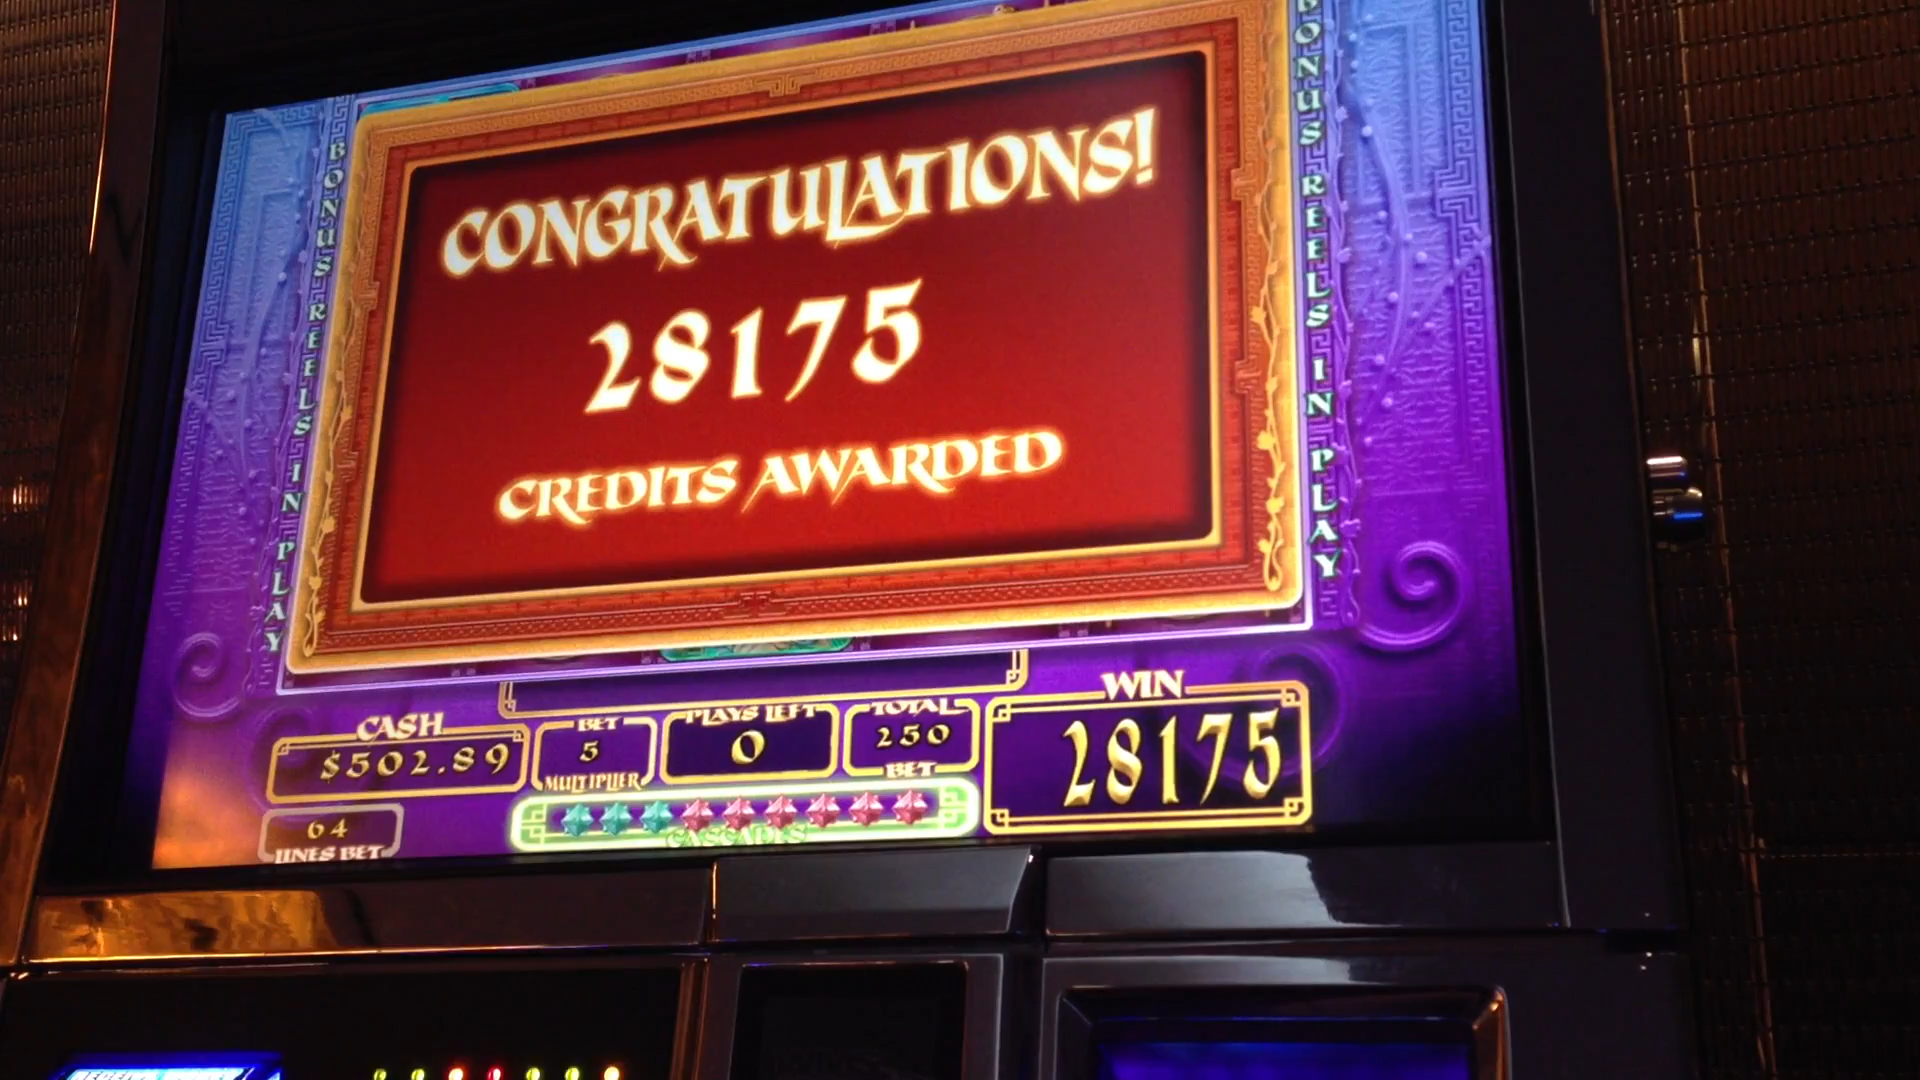 CONGRATULATIONS!
28175
CREDITS AWARDED
BONUS REELS IN PLAY
BONUS REELS IN PLAY
CASH
$502.89
BET
5
MULTIPLIER
PLAYS LEFT
0
TOTAL
250
BET
WIN
28175
64
LINES BET
CASCADES